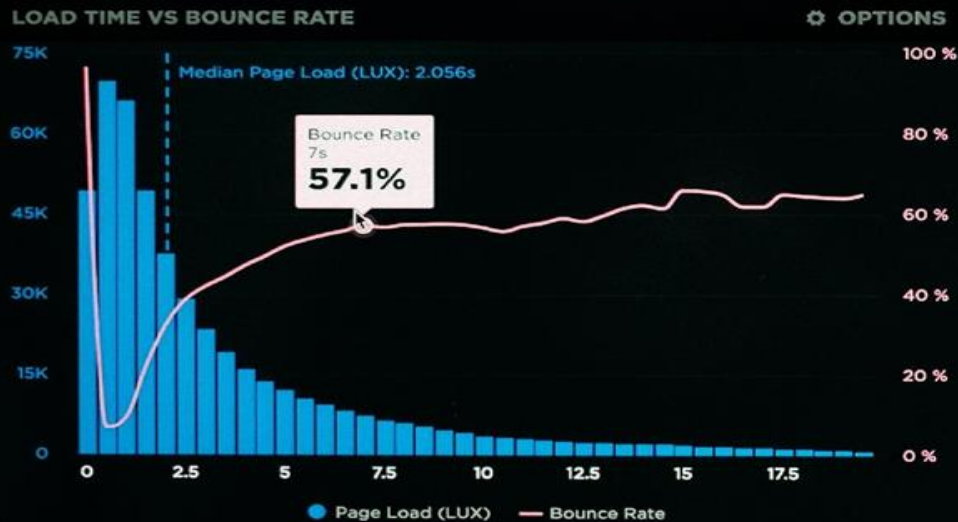 LOAD TIME VS BOUNCE RATE
OPTIONS
75K
100 %
Median Page Load (LUX): 2.056s
60K
80 %
Bounce Rate
7s
57.1%
45K
60 %
30K
40 %
15K
20 %
0
0 %
0 2.5 5 7.5 10 12.5 15 17.5
Page Load (LUX) Bounce Rate